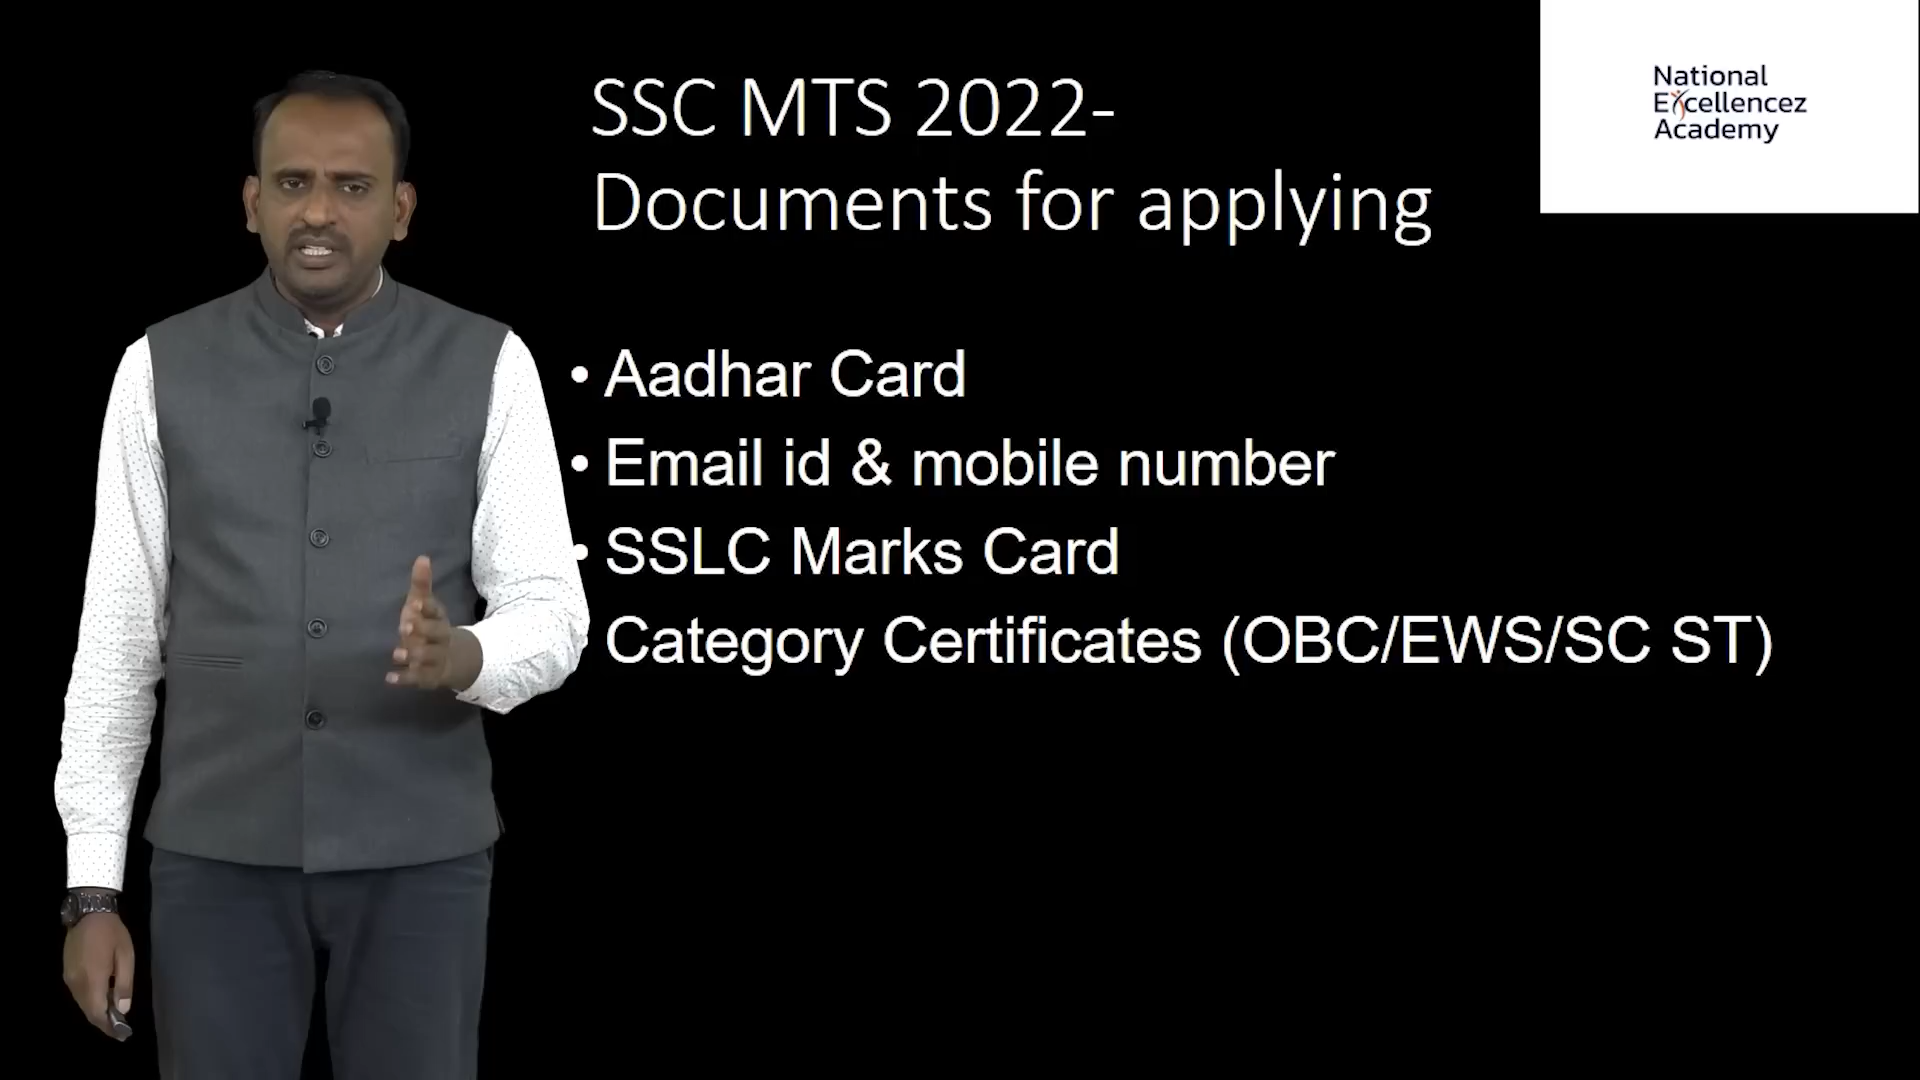 SSC MTS 2022-
Documents for applying
National
Excellencez
Academy
• Aadhar Card
• Email id & mobile number
• SSLC Marks Card
Category Certificates (OBC/EWS/SC ST)